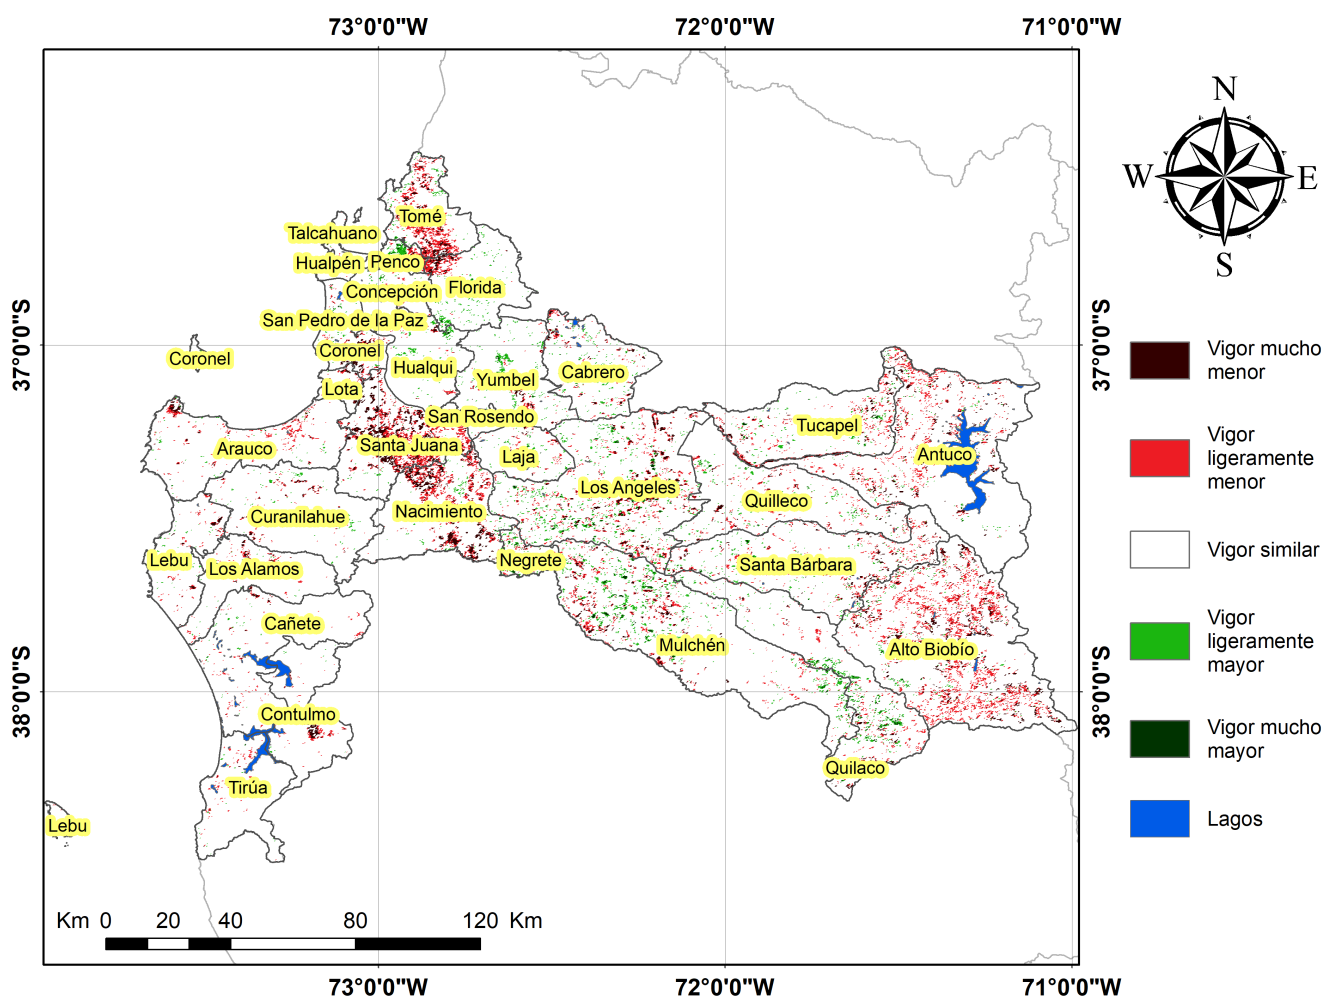 73°0'0"W
72°0'0"W
71°0'0"W
N
W
E
S
37°0'0"S
38°0'0"S
37°0'0"S
38°0'0"S
Tomé
Talcahuano
Hualpén
Penco
Florida
Concepción
San Pedro de la Paz
Coronel
Coronel
Hualqui
Yumbel
Cabrero
Lota
San Rosendo
Tucapel
Arauco
Santa Juana
Laja
Antuco
Los Angeles
Quilleco
Curanilahue
Nacimiento
Lebu
Los Alamos
Negrete
Santa Bárbara
Cañete
Mulchén
Alto Biobío
Contulmo
Quilaco
Tirúa
Lebu
Km 0 20 40 80 120 Km
73°0'0"W
72°0'0"W
71°0'0"W
Vigor mucho
menor
Vigor
ligeramente
menor
Vigor similar
Vigor
ligeramente
mayor
Vigor mucho
mayor
Lagos